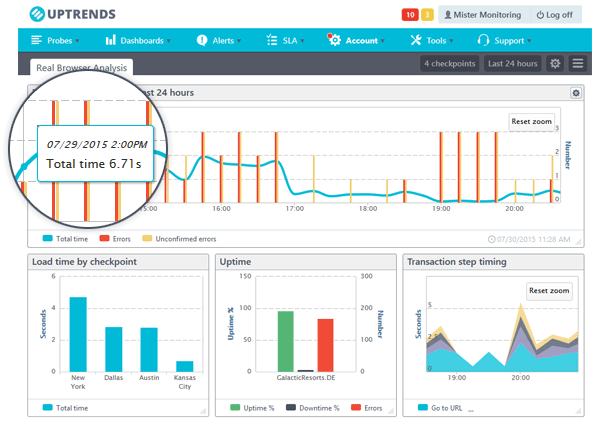 UPTRENDS
10 3 Mister Monitoring Log off
Probes Dashboards Alerts SLA Account Tools Support
Real Browser Analysis 4 checkpoints Last 24 hours
st 24 hours
Reset zoom
07/29/2015 2:00PM
Total time 6.71s
3
2
1
0
Number
15:00 16:00 17:00 18:00 19:00 20:00
Total time Errors Unconfirmed errors 07/30/2015 11:28 AM
Load time by checkpoint
6
4
2
0
Seconds
New York
Dallas
Austin
Kansas City
Total time
Uptime
150
100
50
0
Uptime %
300
200
100
0
Number
GalacticResorts.DE
Uptime % Downtime % Errors
Transaction step timing
Reset zoom
5
2.5
0
Seconds
19:00 20:00
Go to URL ...